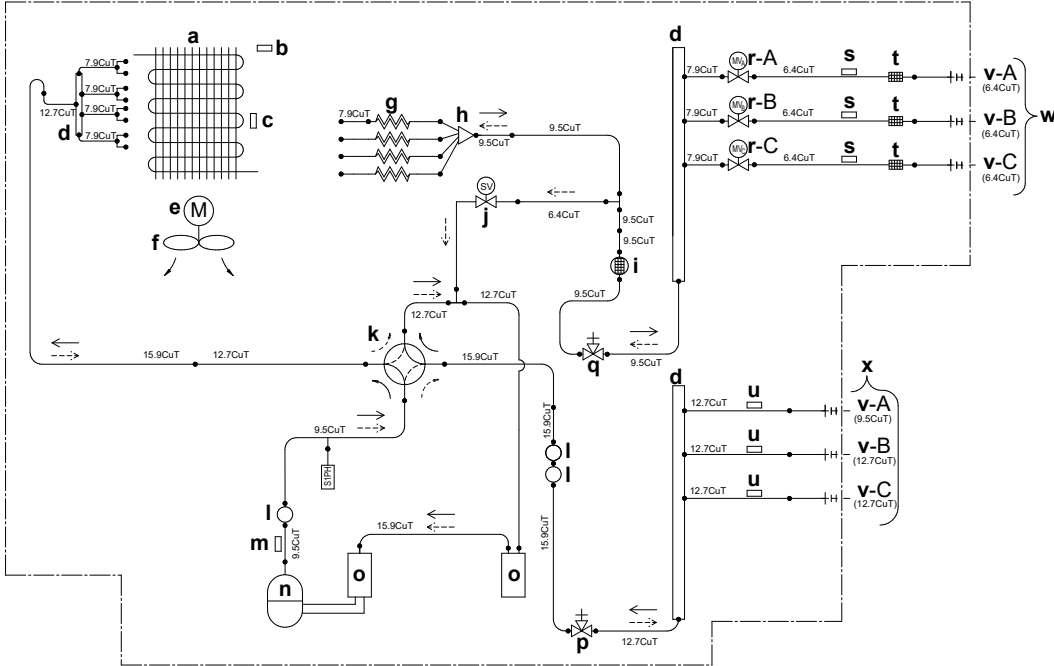 a
b
c
7.9CuT
7.9CuT
7.9CuT
7.9CuT
12.7CuT
d
e
M
f
7.9CuT
g
h
9.5CuT
9.5CuT
SV
j
6.4CuT
9.5CuT
9.5CuT
i
9.5CuT
q
9.5CuT
d
7.9CuT
MVA
r-A
6.4CuT
s
t
v-A
(6.4CuT)
7.9CuT
MVB
r-B
6.4CuT
s
t
v-B
(6.4CuT)
7.9CuT
MVC
r-C
6.4CuT
s
t
v-C
(6.4CuT)
w
12.7CuT
12.7CuT
k
15.9CuT
12.7CuT
15.9CuT
9.5CuT
S1PH
15.9CuT
l
l
l
m
9.5CuT
n
o
15.9CuT
o
15.9CuT
p
12.7CuT
d
12.7CuT
u
x
v-A
(9.5CuT)
12.7CuT
u
v-B
(12.7CuT)
12.7CuT
u
v-C
(12.7CuT)